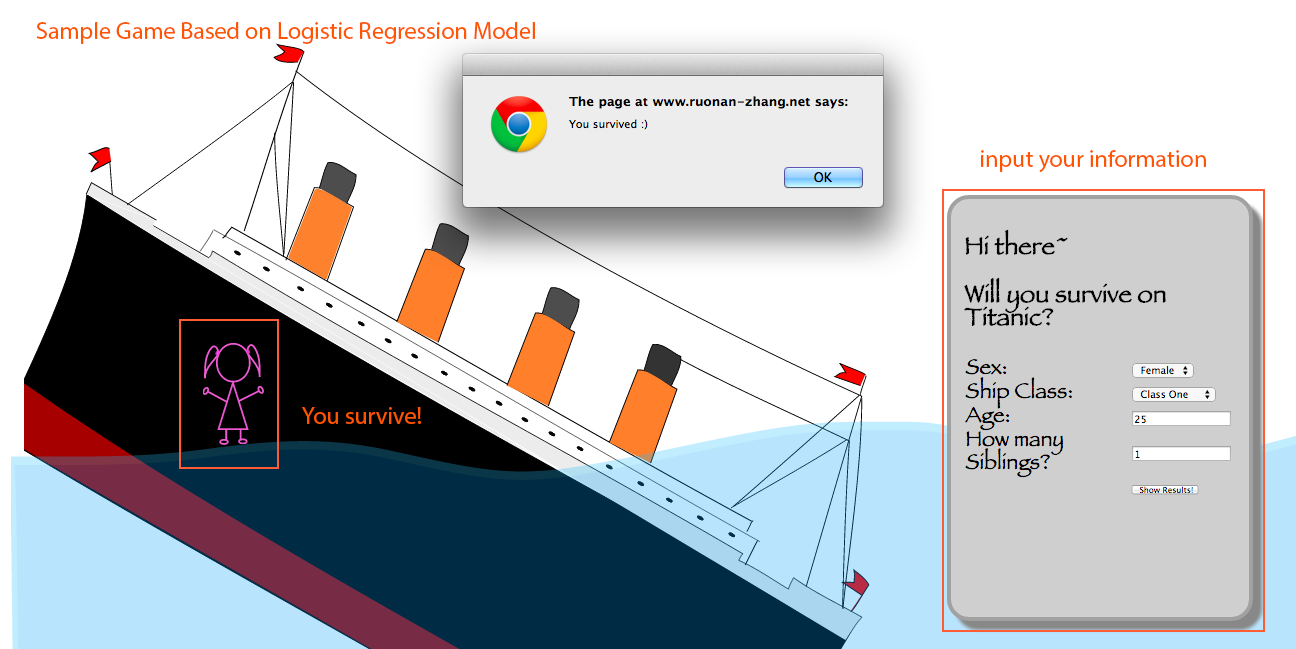 Sample Game Based on Logistic Regression Model
The page at www.ruonan-zhang.net says:
You survived :)
OK
input your information
Hi there~
Will you survive on
Titanic?
Sex:
Female
Ship Class:
Class One
Age:
25
How many
Siblings?
1
Show Results!
You survive!